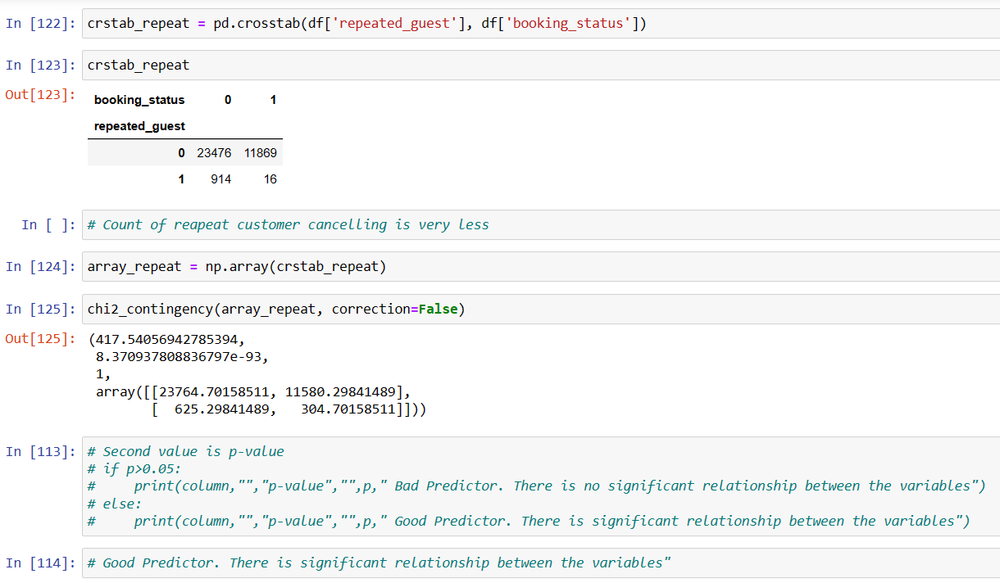 In [122]: crstab_repeat = pd.crosstab(df['repeated_guest'], df['booking_status'])
In [123]: crstab_repeat
Out[123]:
booking_status 0 1
repeated_guest
0 23476 11869
1 914 16
In [ ]: # Count of reapeat customer cancelling is very less
In [124]: array_repeat = np.array(crstab_repeat)
In [125]: chi2_contingency(array_repeat, correction=False)
Out[125]: (417.54056942785394,
8.370937808836797e-93,
1,
array([[23764.70158511, 11580.29841489],
[ 625.29841489, 304.70158511]]))
In [113]: # Second value is p-value
# if p>0.05:
# print(column,"","p-value","",p," Bad Predictor. There is no significant relationship between the variables")
# else:
# print(column,"","p-value","",p," Good Predictor. There is significant relationship between the variables")
In [114]: # Good Predictor. There is significant relationship between the variables"